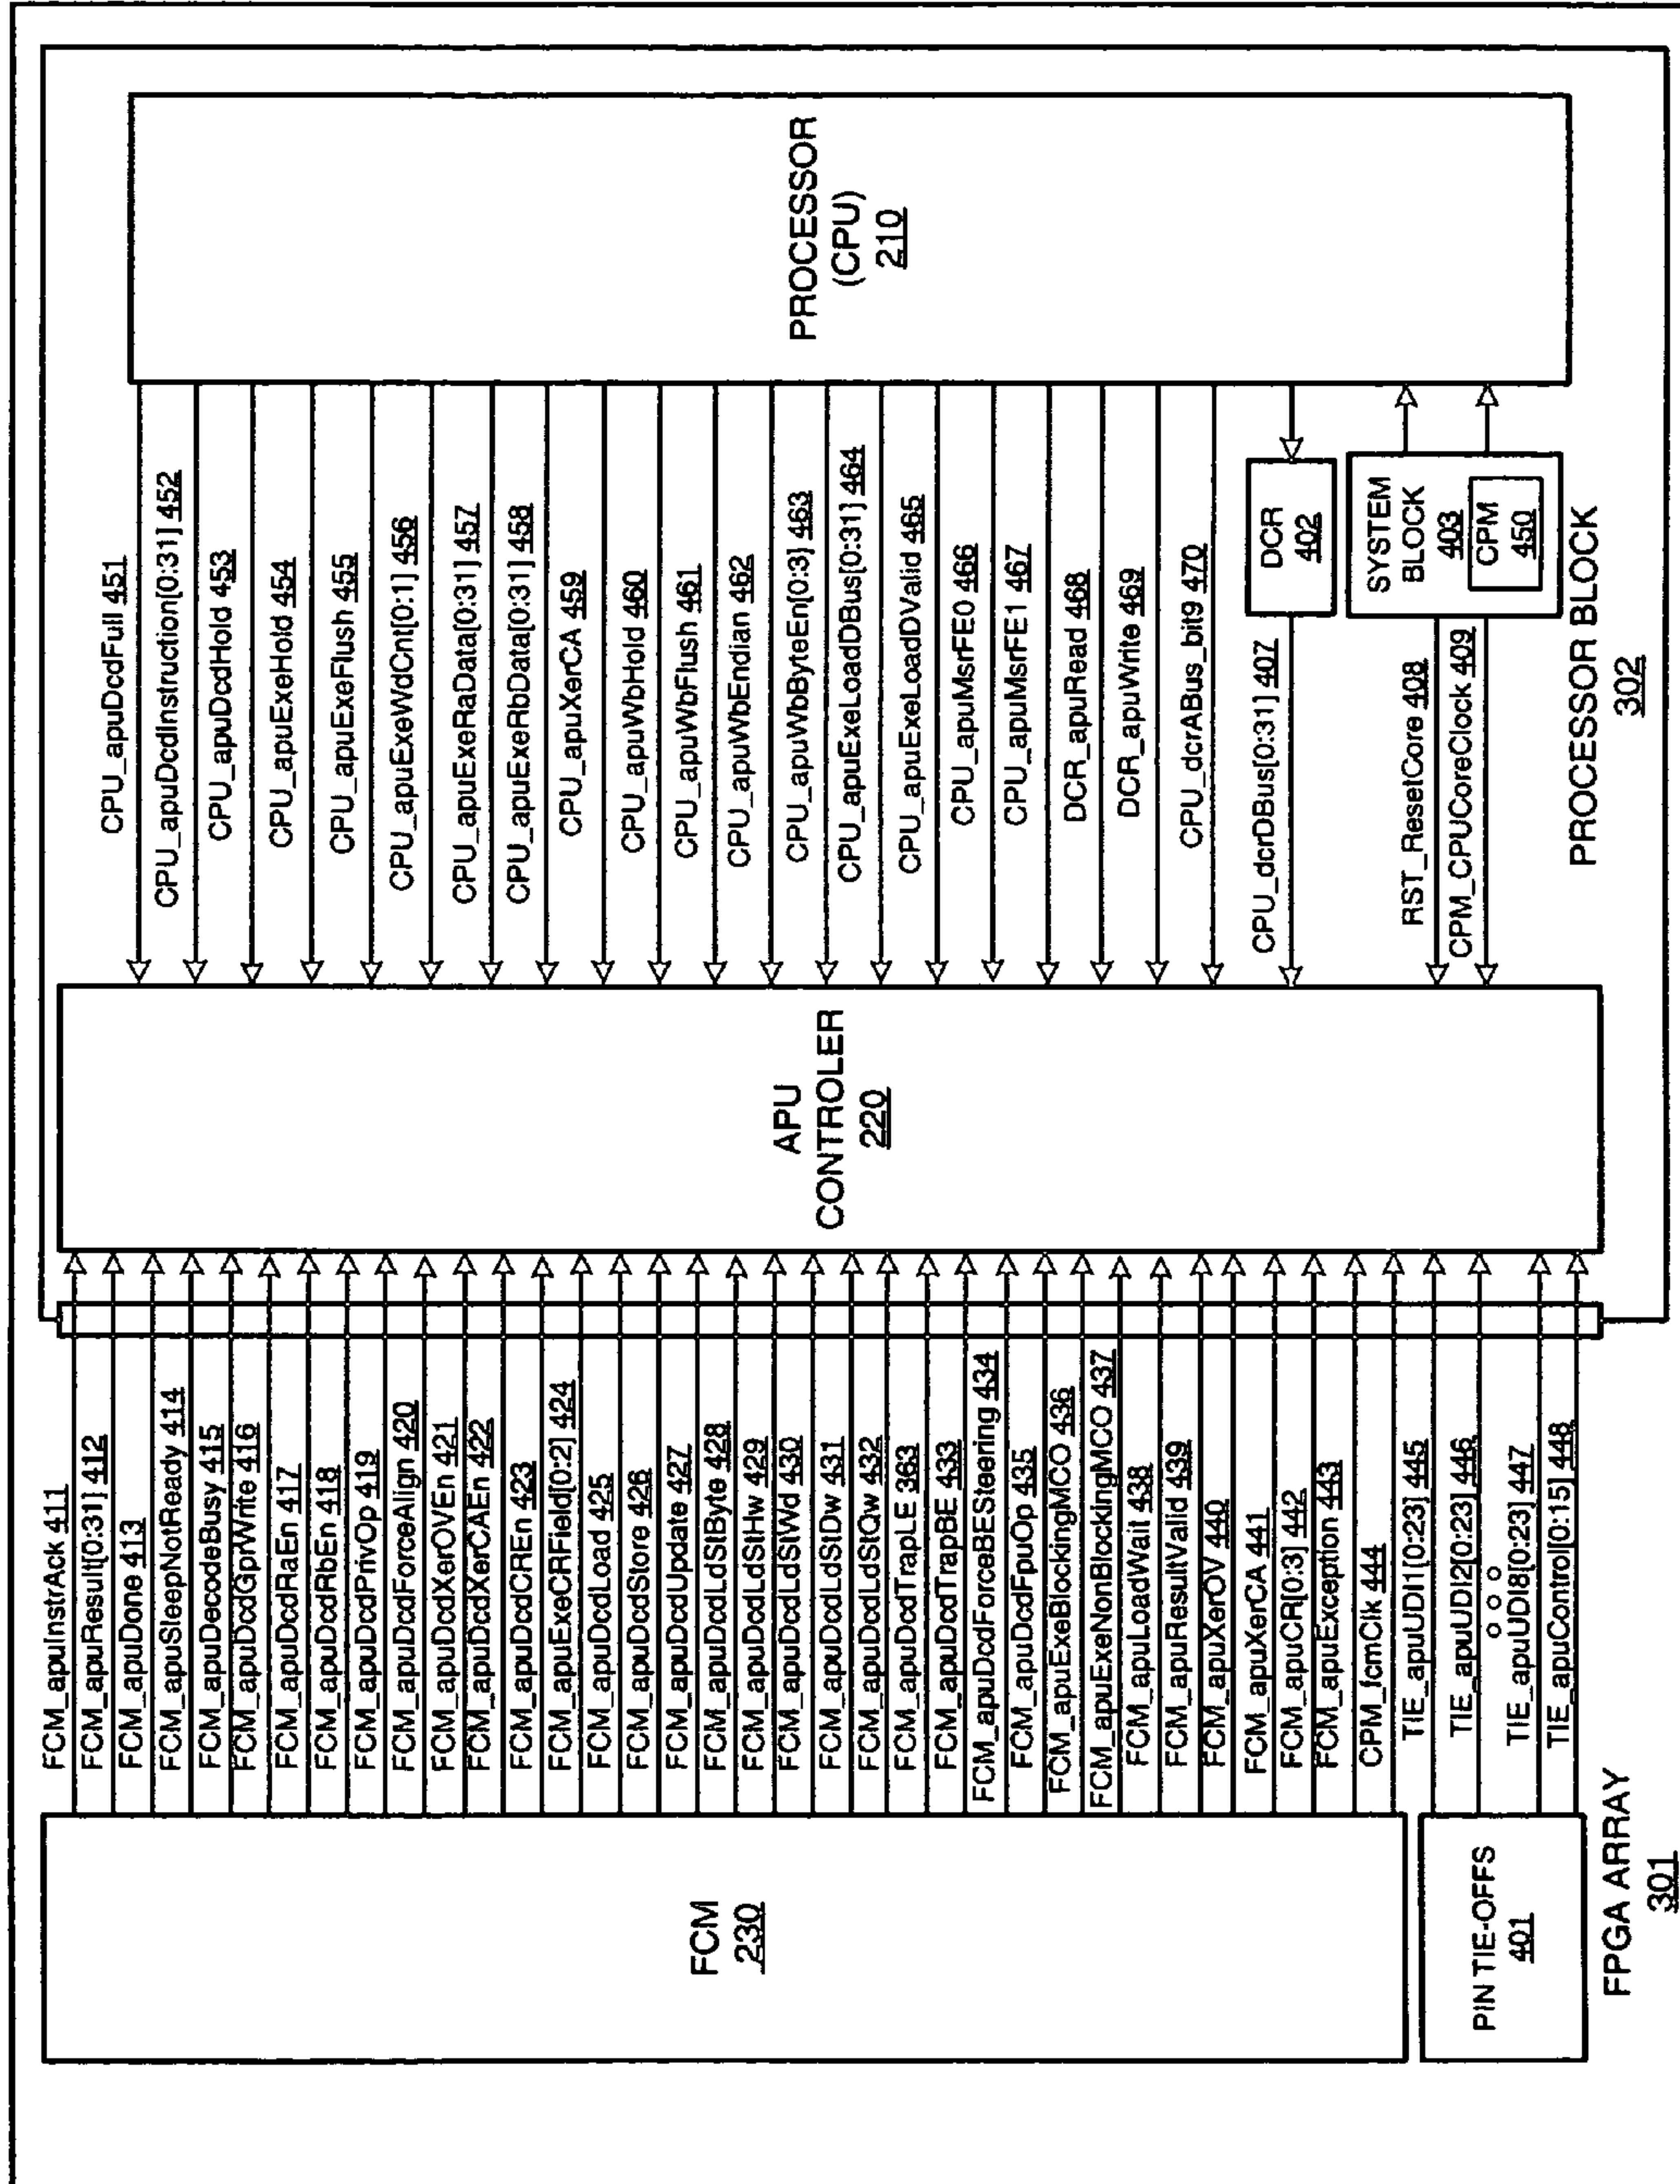 FCM
230
PIN TIE-OFFS
401
FPGA ARRAY
301
FCM_apuInstrAck 411
FCM_apuResult[0:31] 412
FCM_apuDone 413
FCM_apuSleepNotReady 414
FCM_apuDecodeBusy 415
FCM_apuDcdGprWrite 416
FCM_apuDcdRaEn 417
FCM_apuDcdRbEn 418
FCM_apuDcdPrivOp 419
FCM_apuDcdForceAlign 420
FCM_apuDcdXerOVEn 421
FCM_apuDcdXerCAEn 422
FCM_apuDcdCREn 423
FCM_apuExeCRField[0:2] 424
FCM_apuDcdLoad 425
FCM_apuDcdStore 426
FCM_apuDcdUpdate 427
FCM_apuDcdLdStByte 428
FCM_apuDcdLdStHw 429
FCM_apuDcdLdStWd 430
FCM_apuDcdLdStDw 431
FCM_apuDcdLdStQw 432
FCM_apuDcdTrapLE 363
FCM_apuDcdTrapBE 433
FCM_apuDcdForceBESteering 434
FCM_apuDcdFpuOp 435
FCM_apuExeBlockingMCO 436
FCM_apuExeNonBlockingMCO 437
FCM_apuLoadWait 438
FCM_apuResultValid 439
FCM_apuXerOV 440
FCM_apuXerCA 441
FCM_apuCR[0:3] 442
FCM_apuException 443
CPM_fcmClk 444
TIE_apuUDI1[0:23] 445
TIE_apuUDI2[0:23] 446
TIE_apuUDI8[0:23] 447
TIE_apuControl[0:15] 448
APU
CONTROLER
220
CPU_apuDcdFull 451
CPU_apuDcdInstruction[0:31] 452
CPU_apuDcdHold 453
CPU_apuExeHold 454
CPU_apuExeFlush 455
CPU_apuExeWdCnt[0:1] 456
CPU_apuExeRaData[0:31] 457
CPU_apuExeRbData[0:31] 458
CPU_apuXerCA 459
CPU_apuWbHold 460
CPU_apuWbFlush 461
CPU_apuWbEndian 462
CPU_apuWbByteEn[0:3] 463
CPU_apuExeLoadDBus[0:31] 464
CPU_apuExeLoadDValid 465
CPU_apuMsrFE0 466
CPU_apuMsrFE1 467
DCR_apuRead 468
DCR_apuWrite 469
CPU_dcrABus_bit9 470
CPU_dcrDBus[0:31] 407
RST_ResetCore 408
CPM_CPUCoreClock 409
DCR
402
SYSTEM
BLOCK
403
CPM
450
PROCESSOR BLOCK
302
PROCESSOR
(CPU)
210